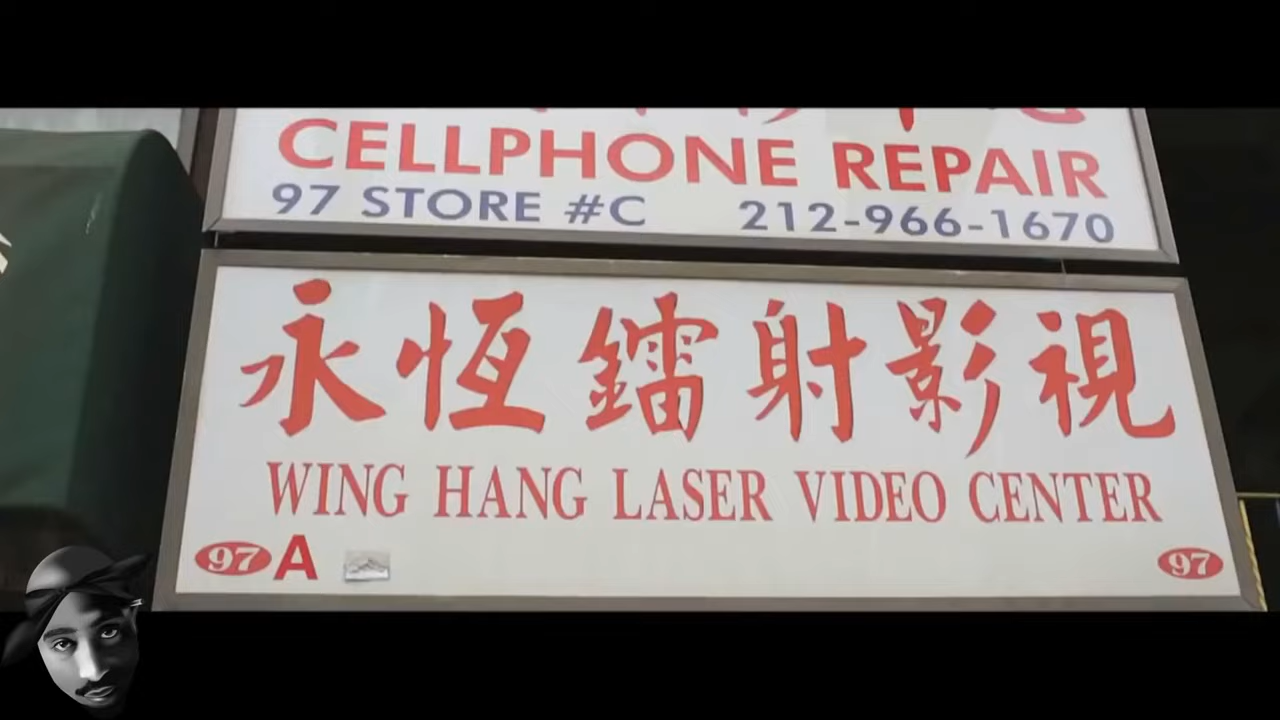 CELLPHONE REPAIR
97 STORE #C 212-966-1670
永恆鐳射影視
WING HANG LASER VIDEO CENTER
97 A 97